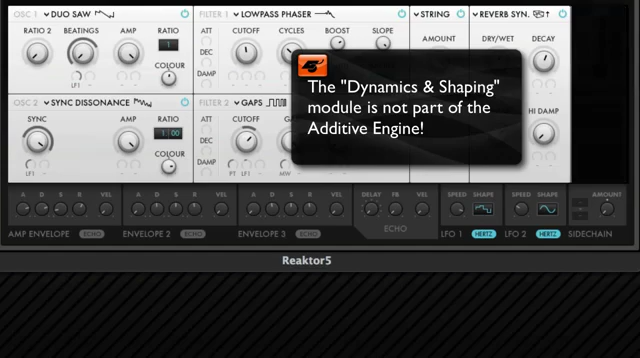 OSC 1 DUO SAW FILTER 1 LOWPASS PHASER STRING REVERB SYN.
RATIO 2 BEATINGS AMP RATIO ATT CUTOFF CYCLES BOOST SLOPE AMOUNT DRY/WET DECAY
1
DEC
COLOUR
DAMP
LF1
The "Dynamics & Shaping"
module is not part of the
Additive Engine!
OSC 2 SYNC DISSONANCE FILTER 2 GAPS
SYNC AMP RATIO ATT CUTOFF HI DAMP
1 00
DEC
COLOUR
DAMP
LF1 PT LF1 MW
A D S R VEL A D S R VEL A D S R VEL DELAY FB VEL SPEED SHAPE SPEED SHAPE AMOUNT
ECHO
AMP ENVELOPE ECHO ENVELOPE 2 ECHO ENVELOPE 3 ECHO LFO 1 HERTZ LFO 2 HERTZ SIDECHAIN
Reaktor5